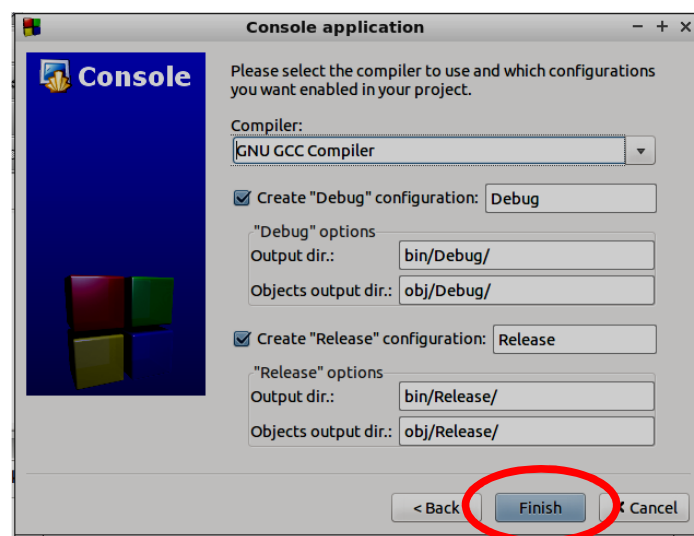 Console application
Console
Please select the compiler to use and which configurations
you want enabled in your project.
Compiler:
GNU GCC Compiler
Create "Debug" configuration: Debug
"Debug" options
Output dir.: bin/Debug/
Objects output dir.: obj/Debug/
Create "Release" configuration: Release
"Release" options
Output dir.: bin/Release/
Objects output dir.: obj/Release/
< Back Finish Cancel